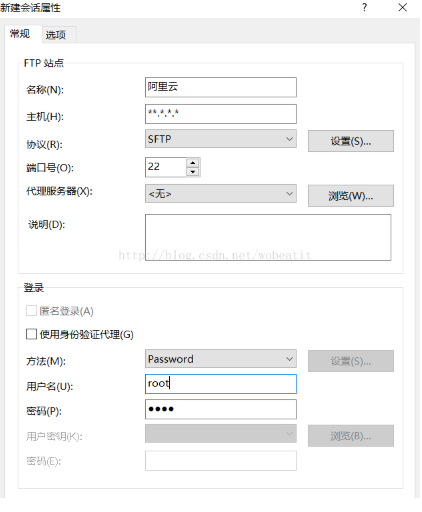 新建会话属性 ?
常规 选项
FTP 站点
名称(N): 阿里云
主机(H): **.*.*.*
协议(R): SFTP 设置(S)...
端口号(O): 22
代理服务器(X): <无> 浏览(W)...
说明(D):
http://blog.csdn.net/wobeatit
登录
匿名登录(A)
使用身份验证代理(G)
方法(M): Password 设置(S)...
用户名(U): root
密码(P): ●●●●
用户密钥(K): 浏览(B)...
密码(E):